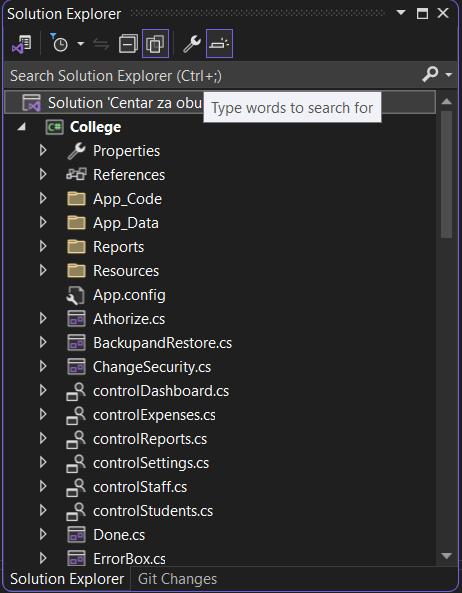 Solution Explorer
Search Solution Explorer (Ctrl+;)
Solution 'Centar za obu
Type words to search for
C# College
Properties
References
App_Code
App_Data
Reports
Resources
App.config
Athorize.cs
BackupandRestore.cs
ChangeSecurity.cs
controlDashboard.cs
controlExpenses.cs
controlReports.cs
controlSettings.cs
controlStaff.cs
controlStudents.cs
Done.cs
ErrorBox.cs
Solution Explorer Git Changes